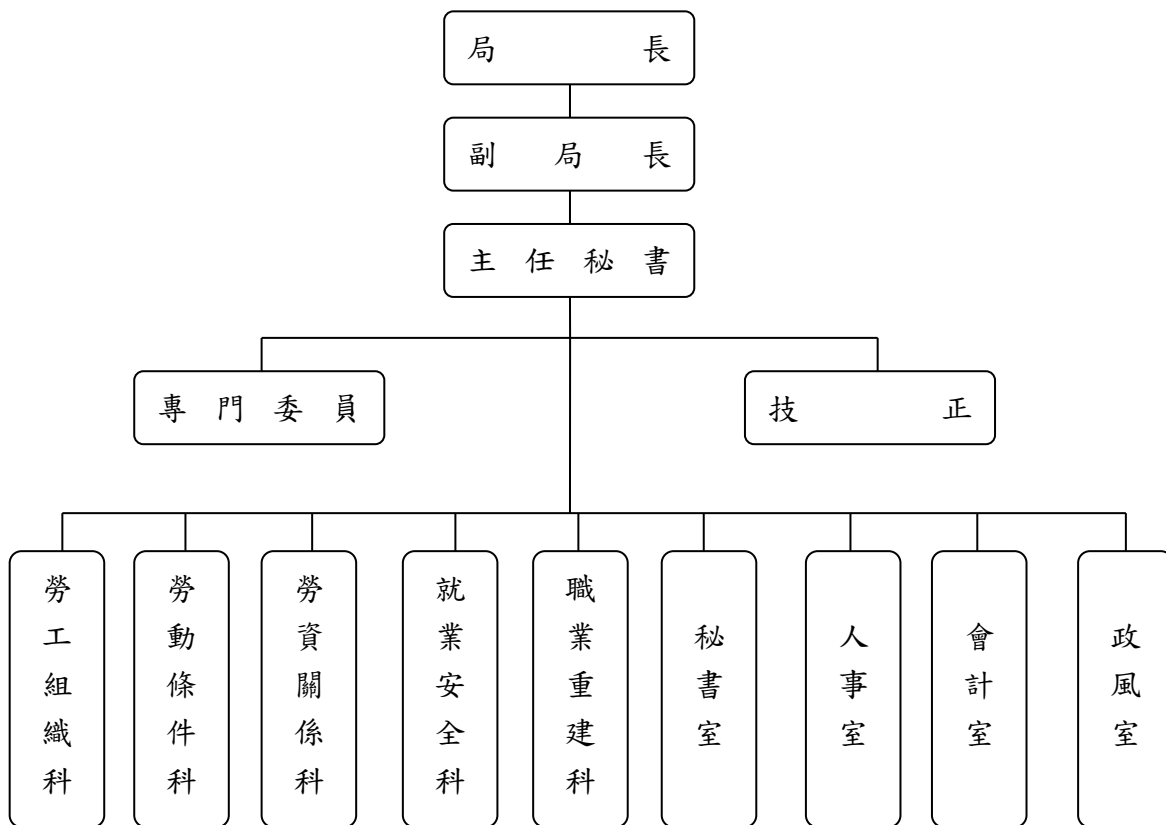 局長
副局長
主任秘書
專門委員
技正
勞工組織科
勞動條件科
勞資關係科
就業安全科
職業重建科
秘書室
人事室
會計室
政風室